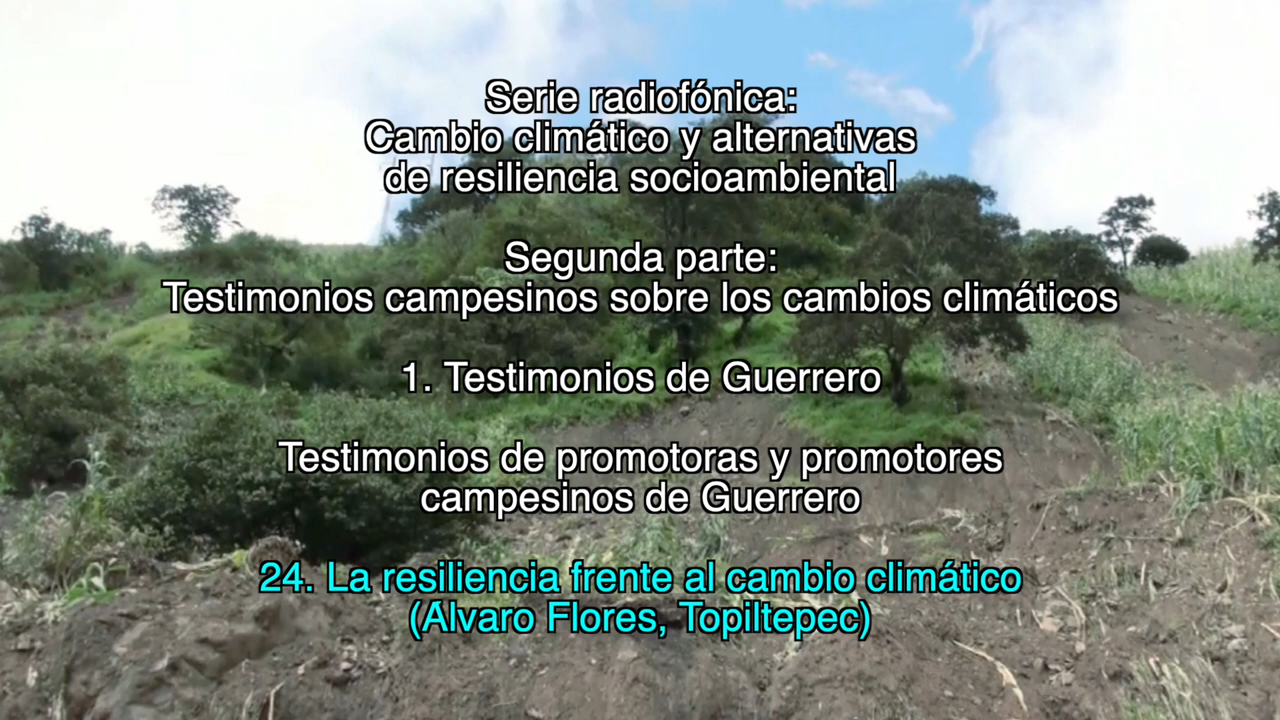 Serie radiofónica:
Cambio climático y alternativas
de resiliencia socioambiental
Segunda parte:
Testimonios campesinos sobre los cambios climáticos
1. Testimonios de Guerrero
Testimonios de promotoras y promotores
campesinos de Guerrero
24. La resiliencia frente al cambio climático
(Álvaro Flores, Topiltepec)